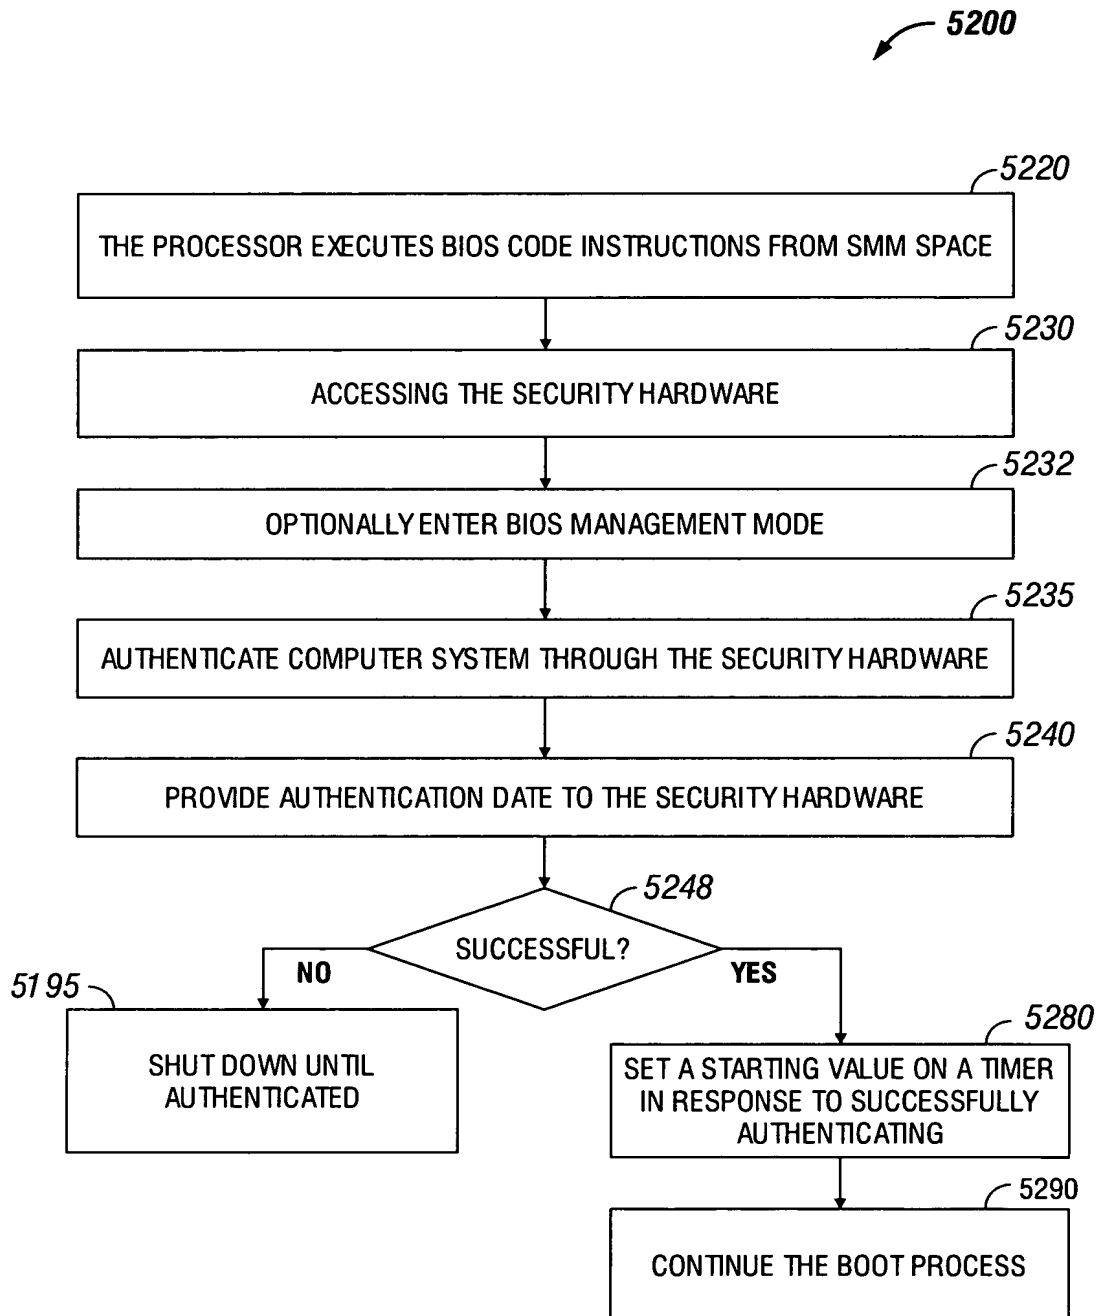 5200
5220
THE PROCESSOR EXECUTES BIOS CODE INSTRUCTIONS FROM SMM SPACE
5230
ACCESSING THE SECURITY HARDWARE
5232
OPTIONALLY ENTER BIOS MANAGEMENT MODE
5235
AUTHENTICATE COMPUTER SYSTEM THROUGH THE SECURITY HARDWARE
5240
PROVIDE AUTHENTICATION DATE TO THE SECURITY HARDWARE
5248
SUCCESSFUL?
NO
YES
5195
SHUT DOWN UNTIL
AUTHENTICATED
5280
SET A STARTING VALUE ON A TIMER
IN RESPONSE TO SUCCESSFULLY
AUTHENTICATING
5290
CONTINUE THE BOOT PROCESS